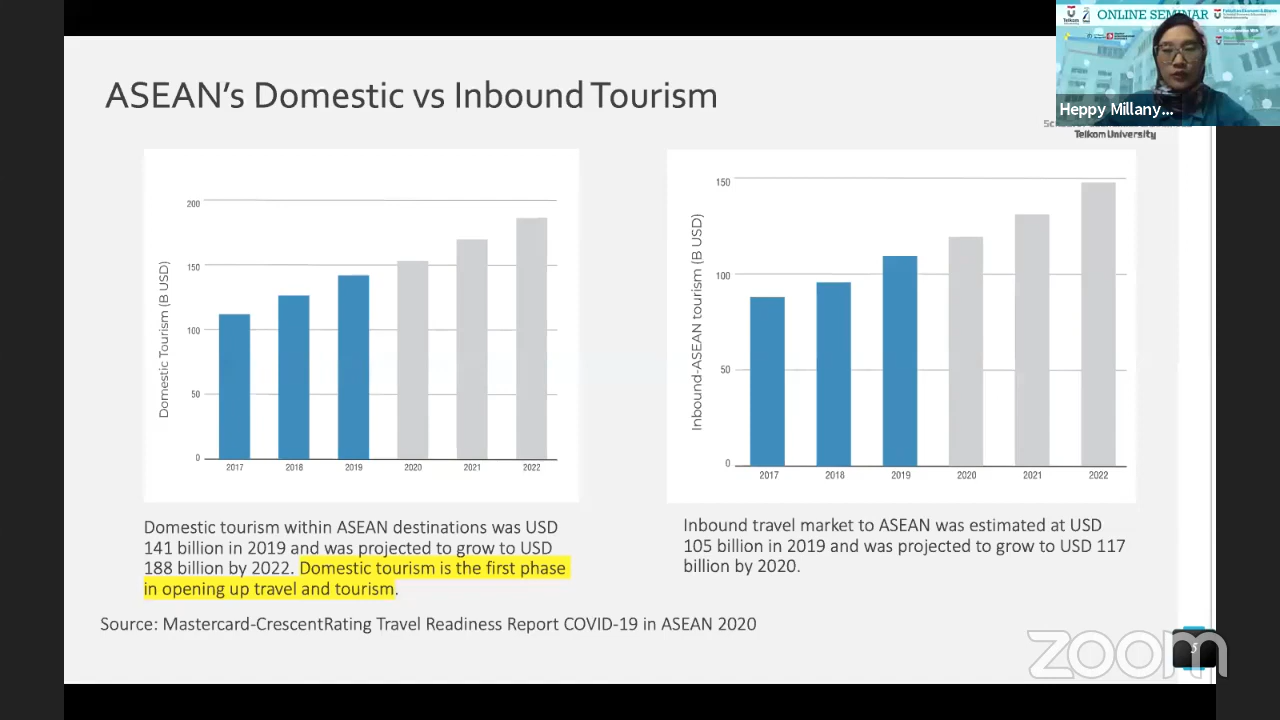 ONLINE SEMINAR
Telkom
In Collaboration With
Heppy Millany...
Telkom University
ASEAN's Domestic vs Inbound Tourism
Domestic Tourism (B USD)
200
150
100
50
0
2017 2018 2019 2020 2021 2022
Inbound-ASEAN tourism (B USD)
150
100
50
0
2017 2018 2019 2020 2021 2022
Domestic tourism within ASEAN destinations was USD
141 billion in 2019 and was projected to grow to USD
188 billion by 2022. Domestic tourism is the first phase
in opening up travel and tourism.
Inbound travel market to ASEAN was estimated at USD
105 billion in 2019 and was projected to grow to USD 117
billion by 2020.
Source: Mastercard-CrescentRating Travel Readiness Report COVID-19 in ASEAN 2020
zoom
5